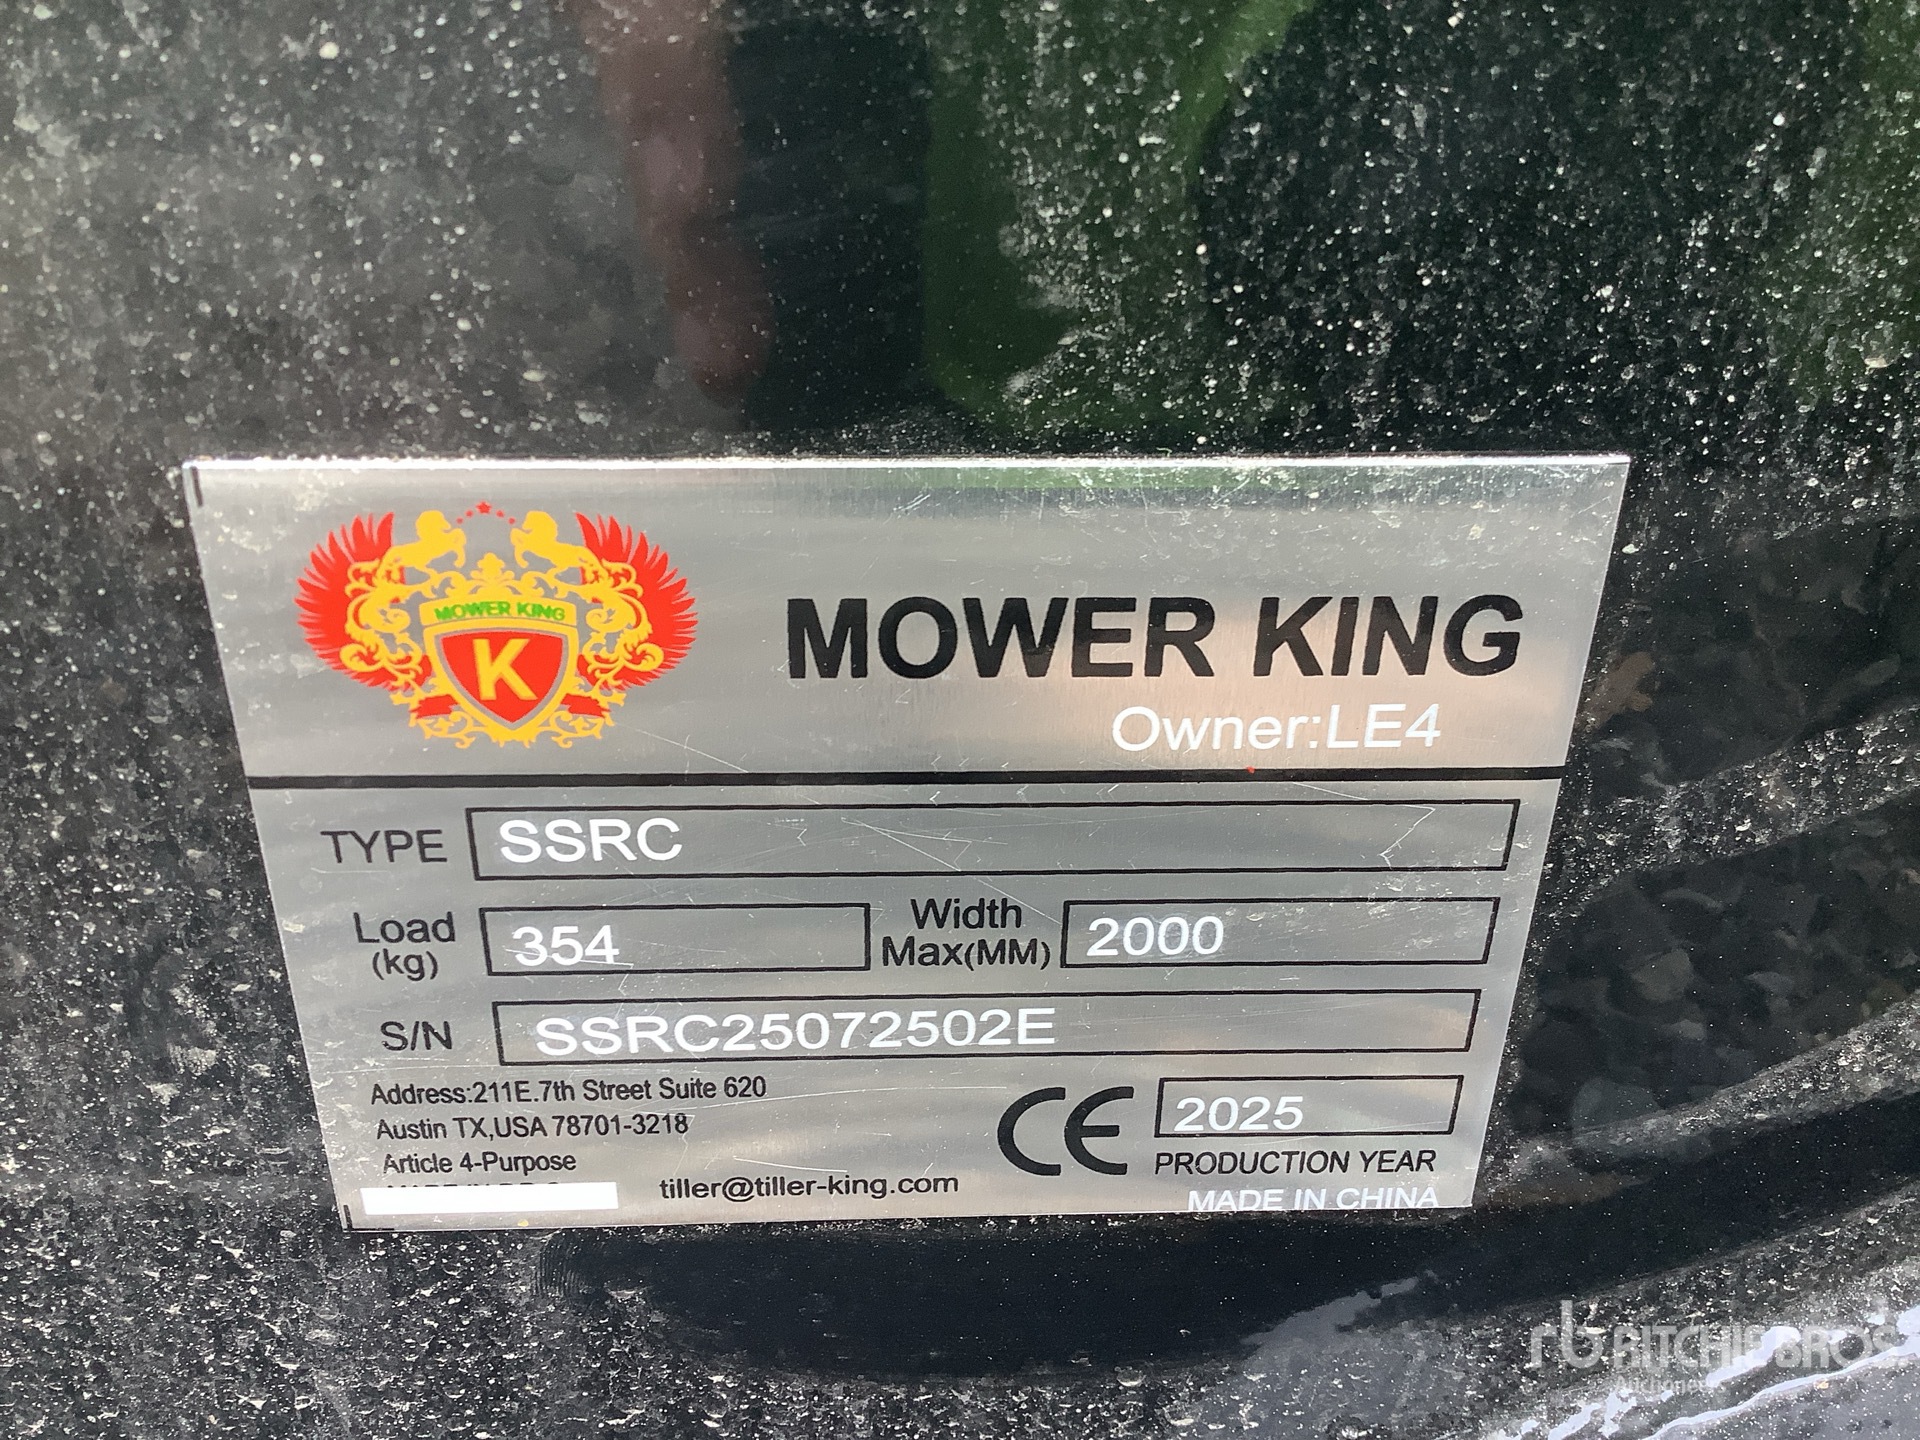 MOWER KING
K
MOWER KING
Owner:LE4
TYPE SSRC
Load (kg) 354 Width Max(MM) 2000
S/N SSRC25072502E
Address:211E.7th Street Suite 620
Austin TX,USA 78701-3218
Article 4-Purpose
tiller@tiller-king.com
CE
2025
PRODUCTION YEAR
MADE IN CHINA
rb RITCHIE BROS.
Auctioneers